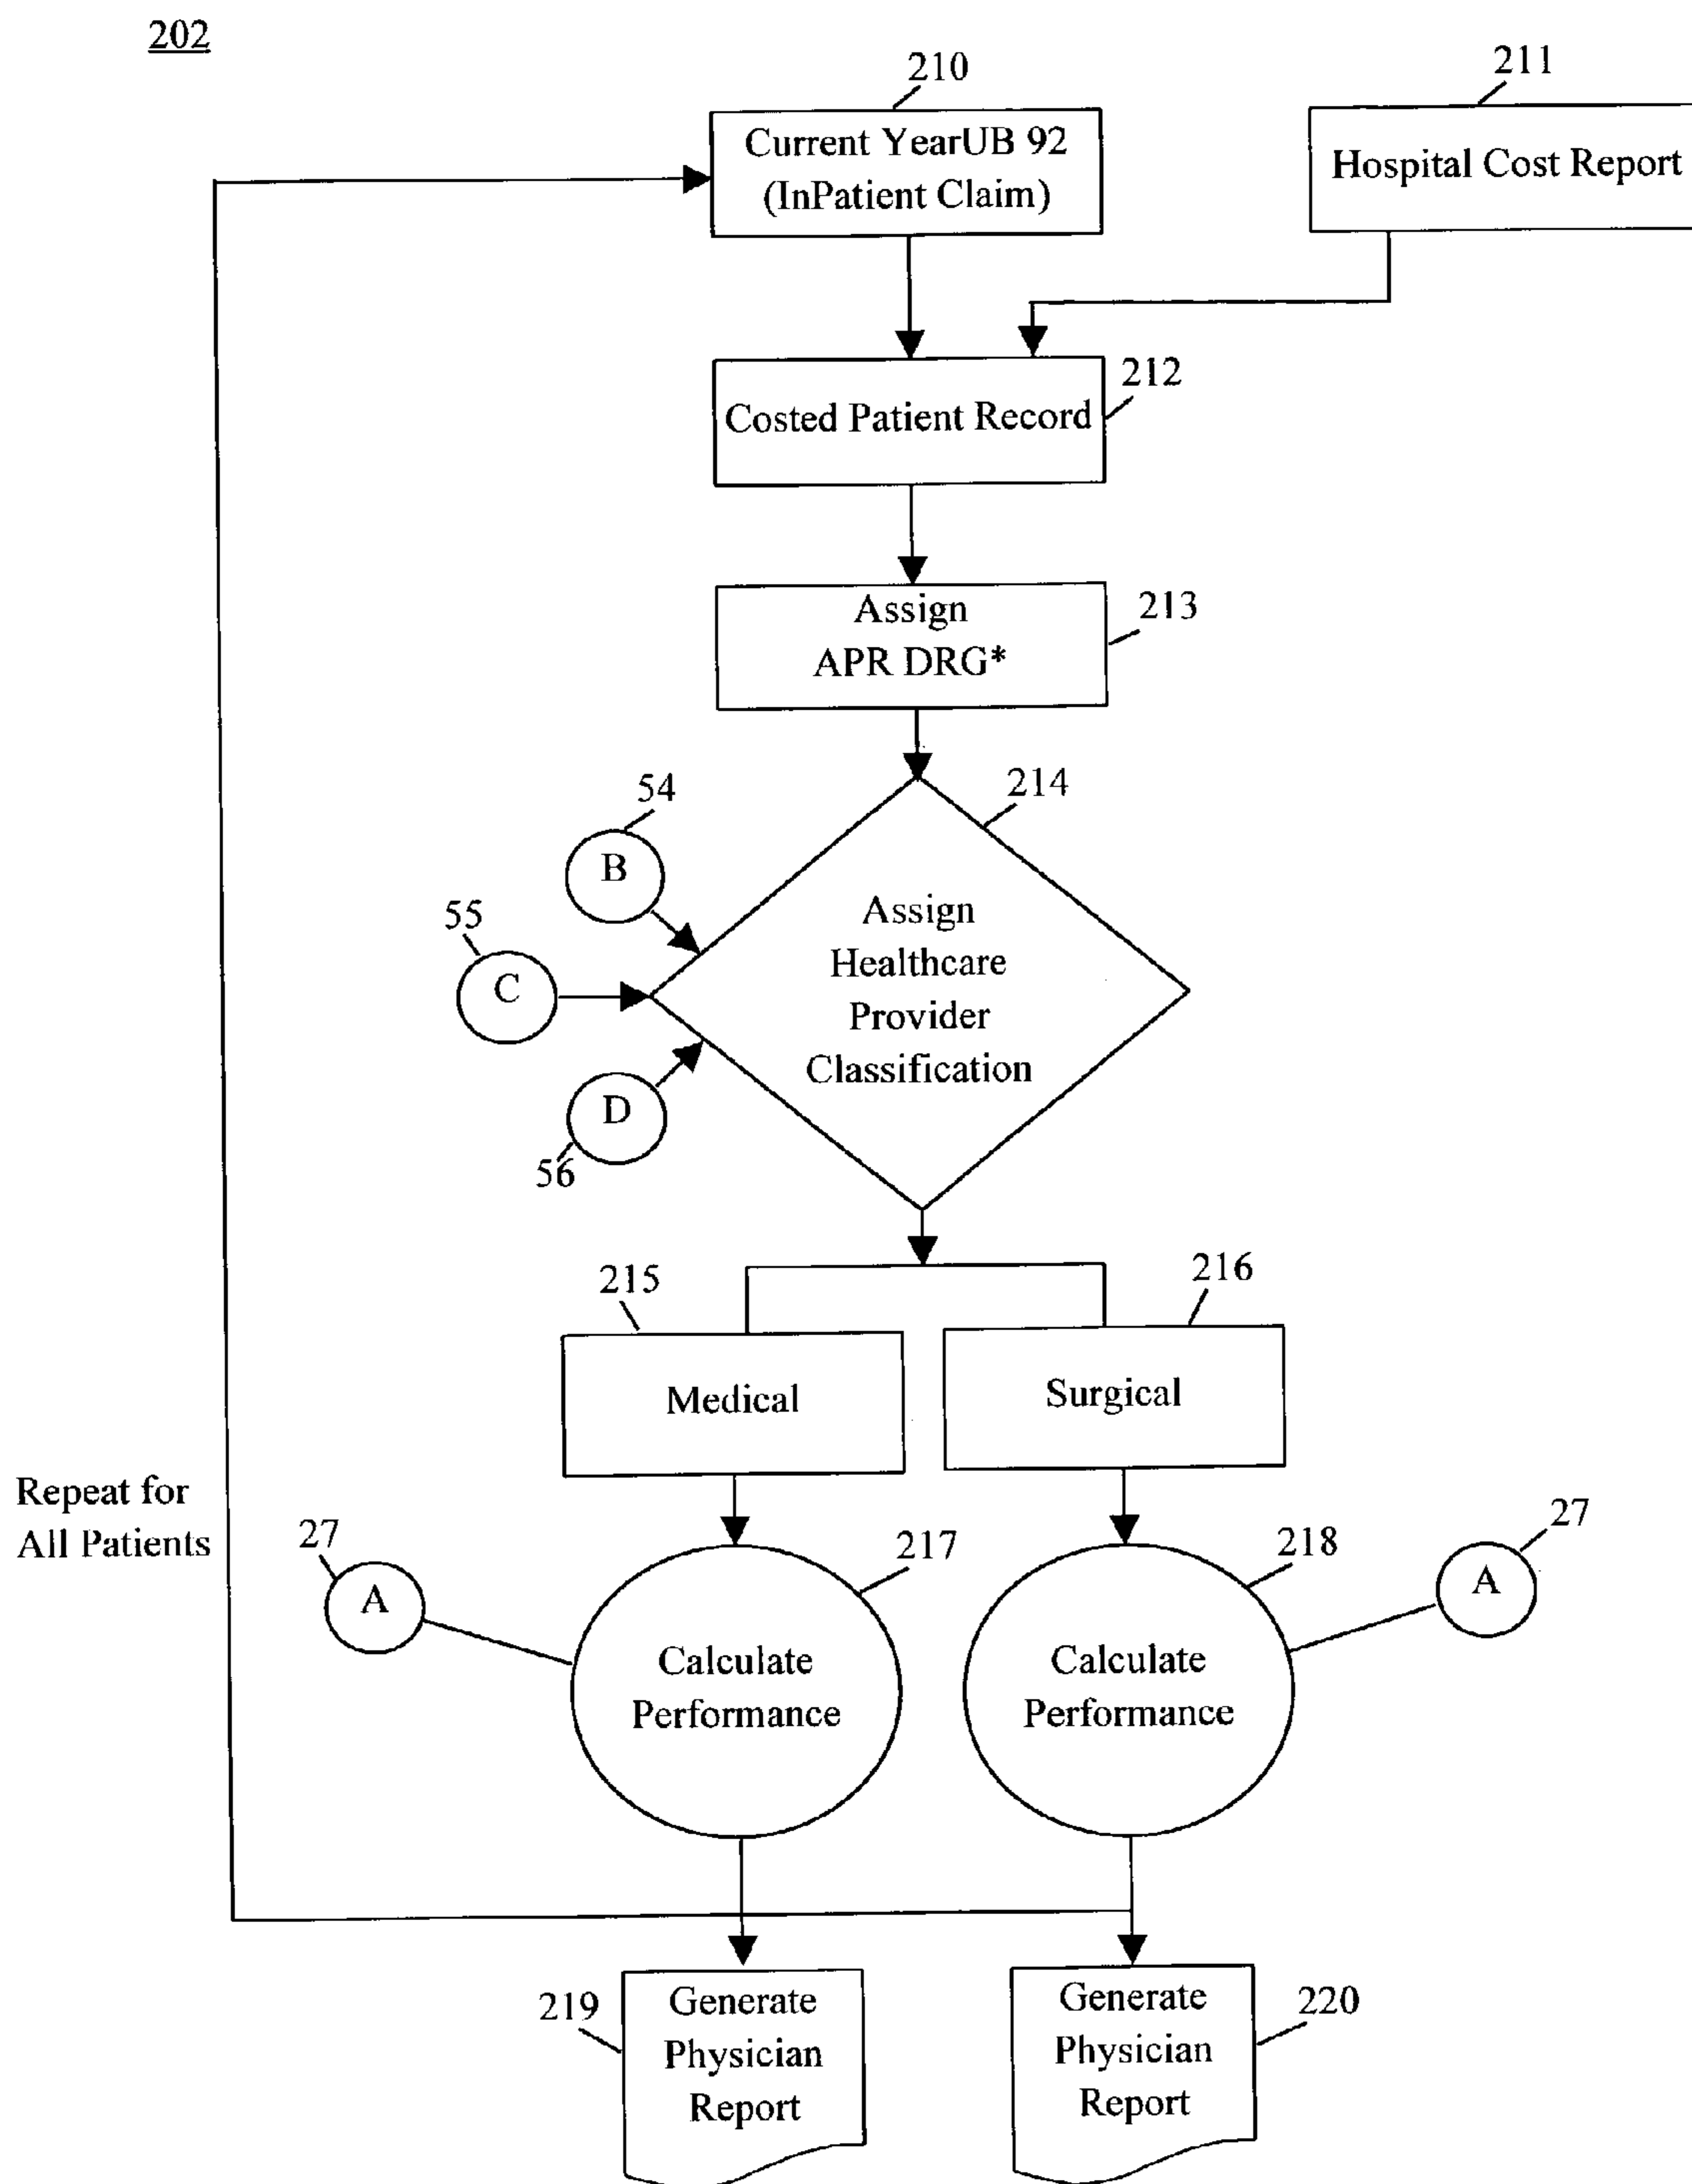 202
210
211
Current YearUB 92
(InPatient Claim)
Hospital Cost Report
212
Costed Patient Record
213
Assign
APR DRG*
214
54
B
55
C
D
56
Assign
Healthcare
Provider
Classification
215
216
Medical
Surgical
Repeat for
All Patients
27
A
217
218
27
A
Calculate
Performance
Calculate
Performance
219
Generate
Physician
Report
Generate
Physician
Report
220